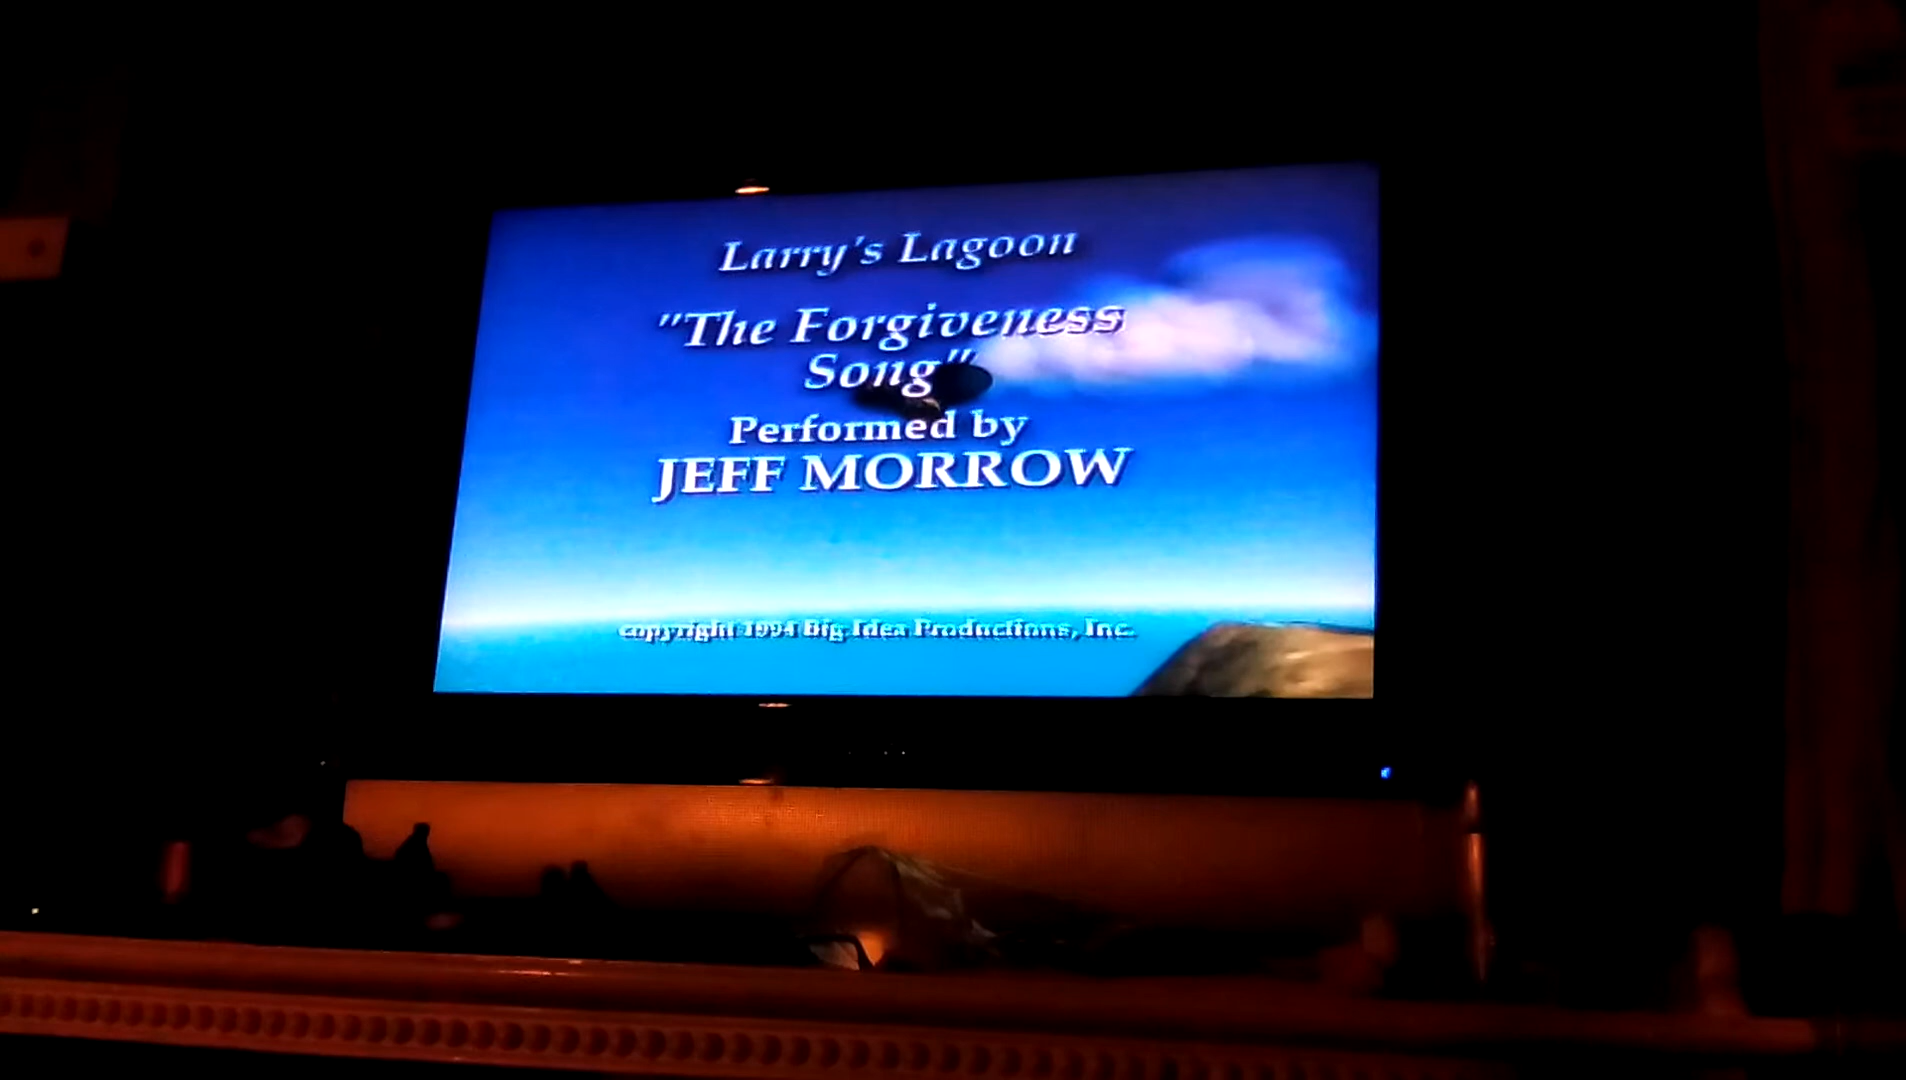 Larry's Lagoon
"The Forgiveness
Song"
Performed by
JEFF MORROW
copyright 1994 Big Idea Productions, Inc.